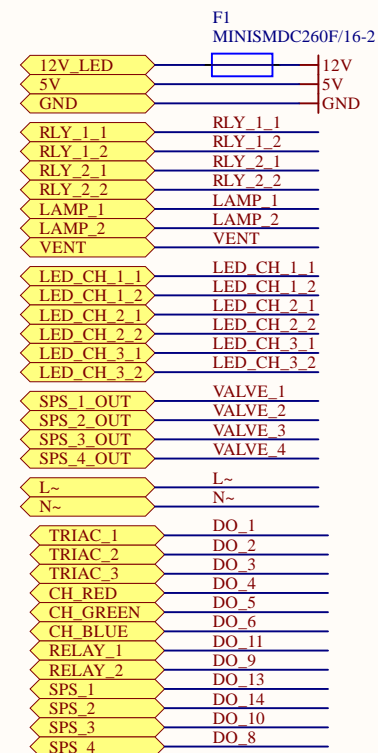 F1
MINISMDC260F/16-2
12V_LED 12V
5V 5V
GND GND
RLY_1_1 RLY_1_1
RLY_1_2 RLY_1_2
RLY_2_1 RLY_2_1
RLY_2_2 RLY_2_2
LAMP_1 LAMP_1
LAMP_2 LAMP_2
VENT VENT
LED_CH_1_1 LED_CH_1_1
LED_CH_1_2 LED_CH_1_2
LED_CH_2_1 LED_CH_2_1
LED_CH_2_2 LED_CH_2_2
LED_CH_3_1 LED_CH_3_1
LED_CH_3_2 LED_CH_3_2
SPS_1_OUT VALVE_1
SPS_2_OUT VALVE_2
SPS_3_OUT VALVE_3
SPS_4_OUT VALVE_4
L~ L~
N~ N~
TRIAC_1 DO_1
TRIAC_2 DO_2
TRIAC_3 DO_3
CH_RED DO_4
CH_GREEN DO_5
CH_BLUE DO_6
RELAY_1 DO_11
RELAY_2 DO_9
SPS_1 DO_13
SPS_2 DO_14
SPS_3 DO_10
SPS_4 DO_8